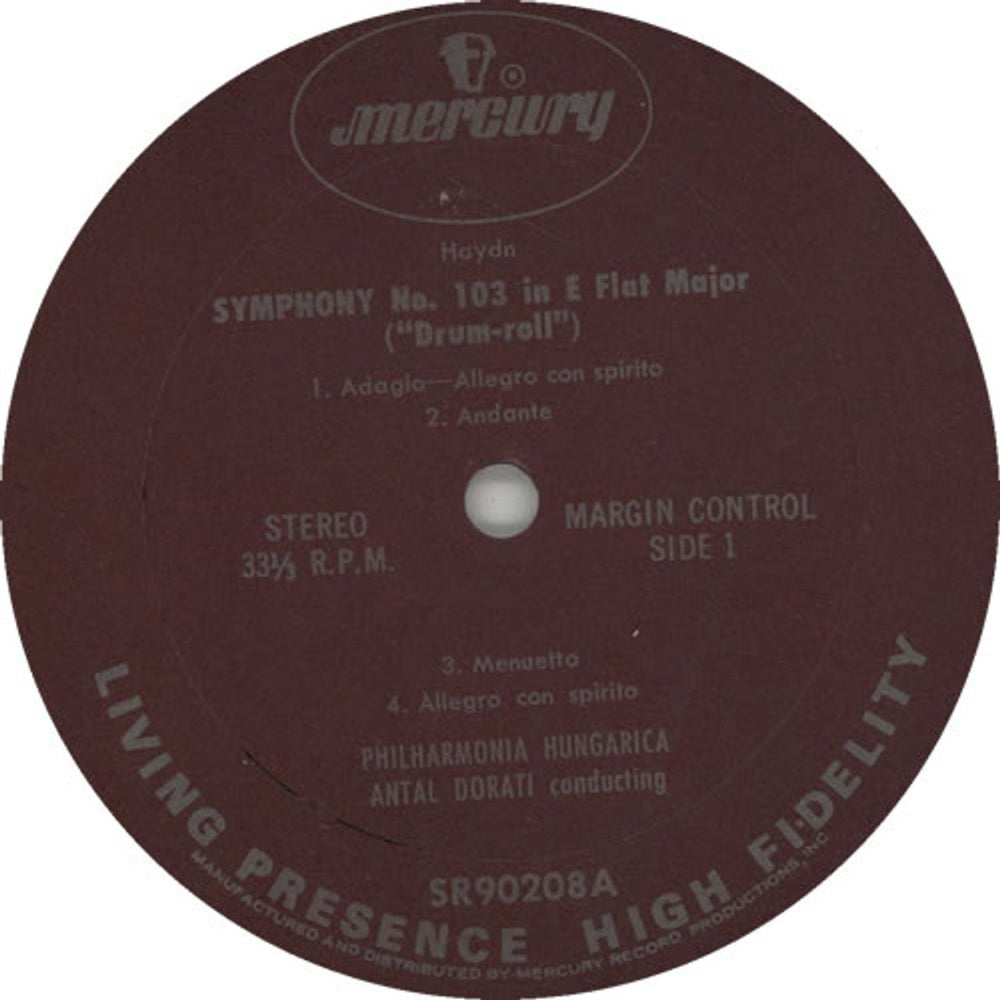 mercury
Haydn
SYMPHONY No. 103 in E Flat Major
("Drum-roll")
1. Adagio—Allegro con spirito
2. Andante
STEREO
33⅓ R.P.M.
MARGIN CONTROL
SIDE 1
3. Menuetto
4. Allegro con spirito
PHILHARMONIA HUNGARICA
ANTAL DORATI conducting
SR90208A
LIVING PRESENCE HIGH FIDELITY
MANUFACTURED AND DISTRIBUTED BY MERCURY RECORD PRODUCTIONS, INC